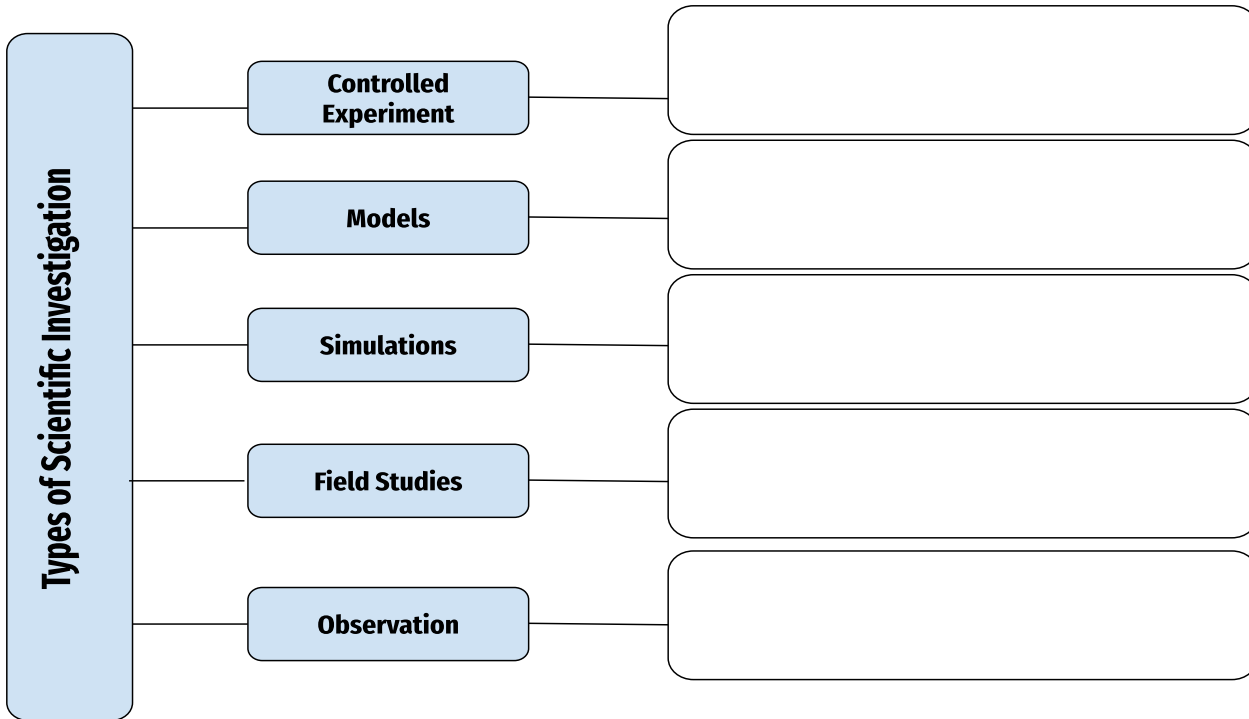 Types of Scientific Investigation
Controlled
Experiment
Models
Simulations
Field Studies
Observation